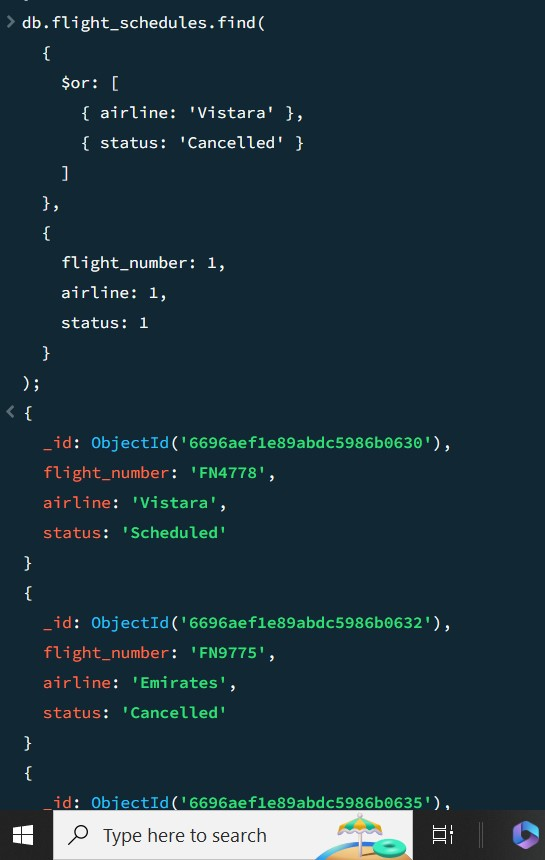 > db.flight_schedules.find(
{
$or: [
{ airline: 'Vistara' },
{ status: 'Cancelled' }
]
},
{
flight_number: 1,
airline: 1,
status: 1
}
);
< {
_id: ObjectId('6696aef1e89abdc5986b0630'),
flight_number: 'FN4778',
airline: 'Vistara',
status: 'Scheduled'
}
{
_id: ObjectId('6696aef1e89abdc5986b0632'),
flight_number: 'FN9775',
airline: 'Emirates',
status: 'Cancelled'
}
{
_id: ObjectId('6696aef1e89abdc5986b0635'),
Type here to search